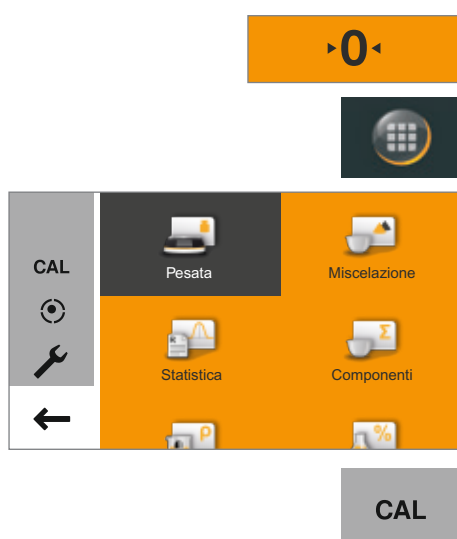 ▸0◂
CAL
Pesata
Miscelazione
Statistica
R
Σ
Componenti
ρ
%
CAL